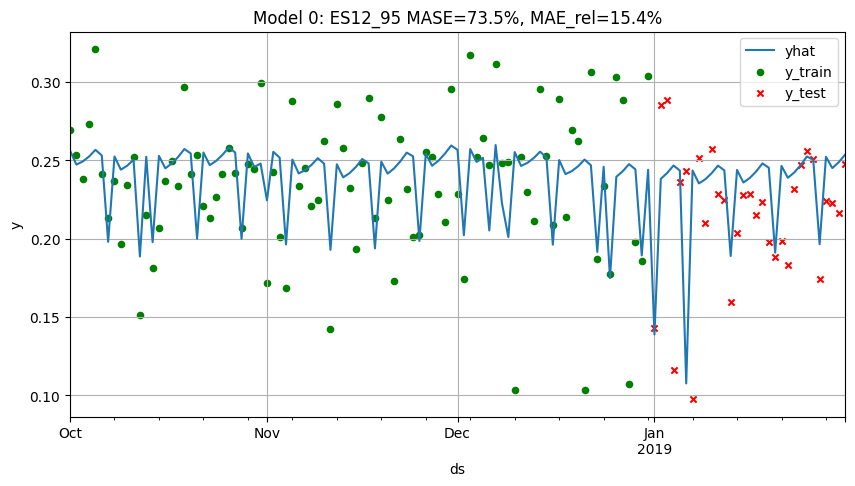 Model 0: ES12_95 MASE=73.5%, MAE_rel=15.4%
yhat
y_train
y_test
0.30
0.25
0.20
0.15
0.10
y
Oct
Nov
Dec
Jan
2019
ds